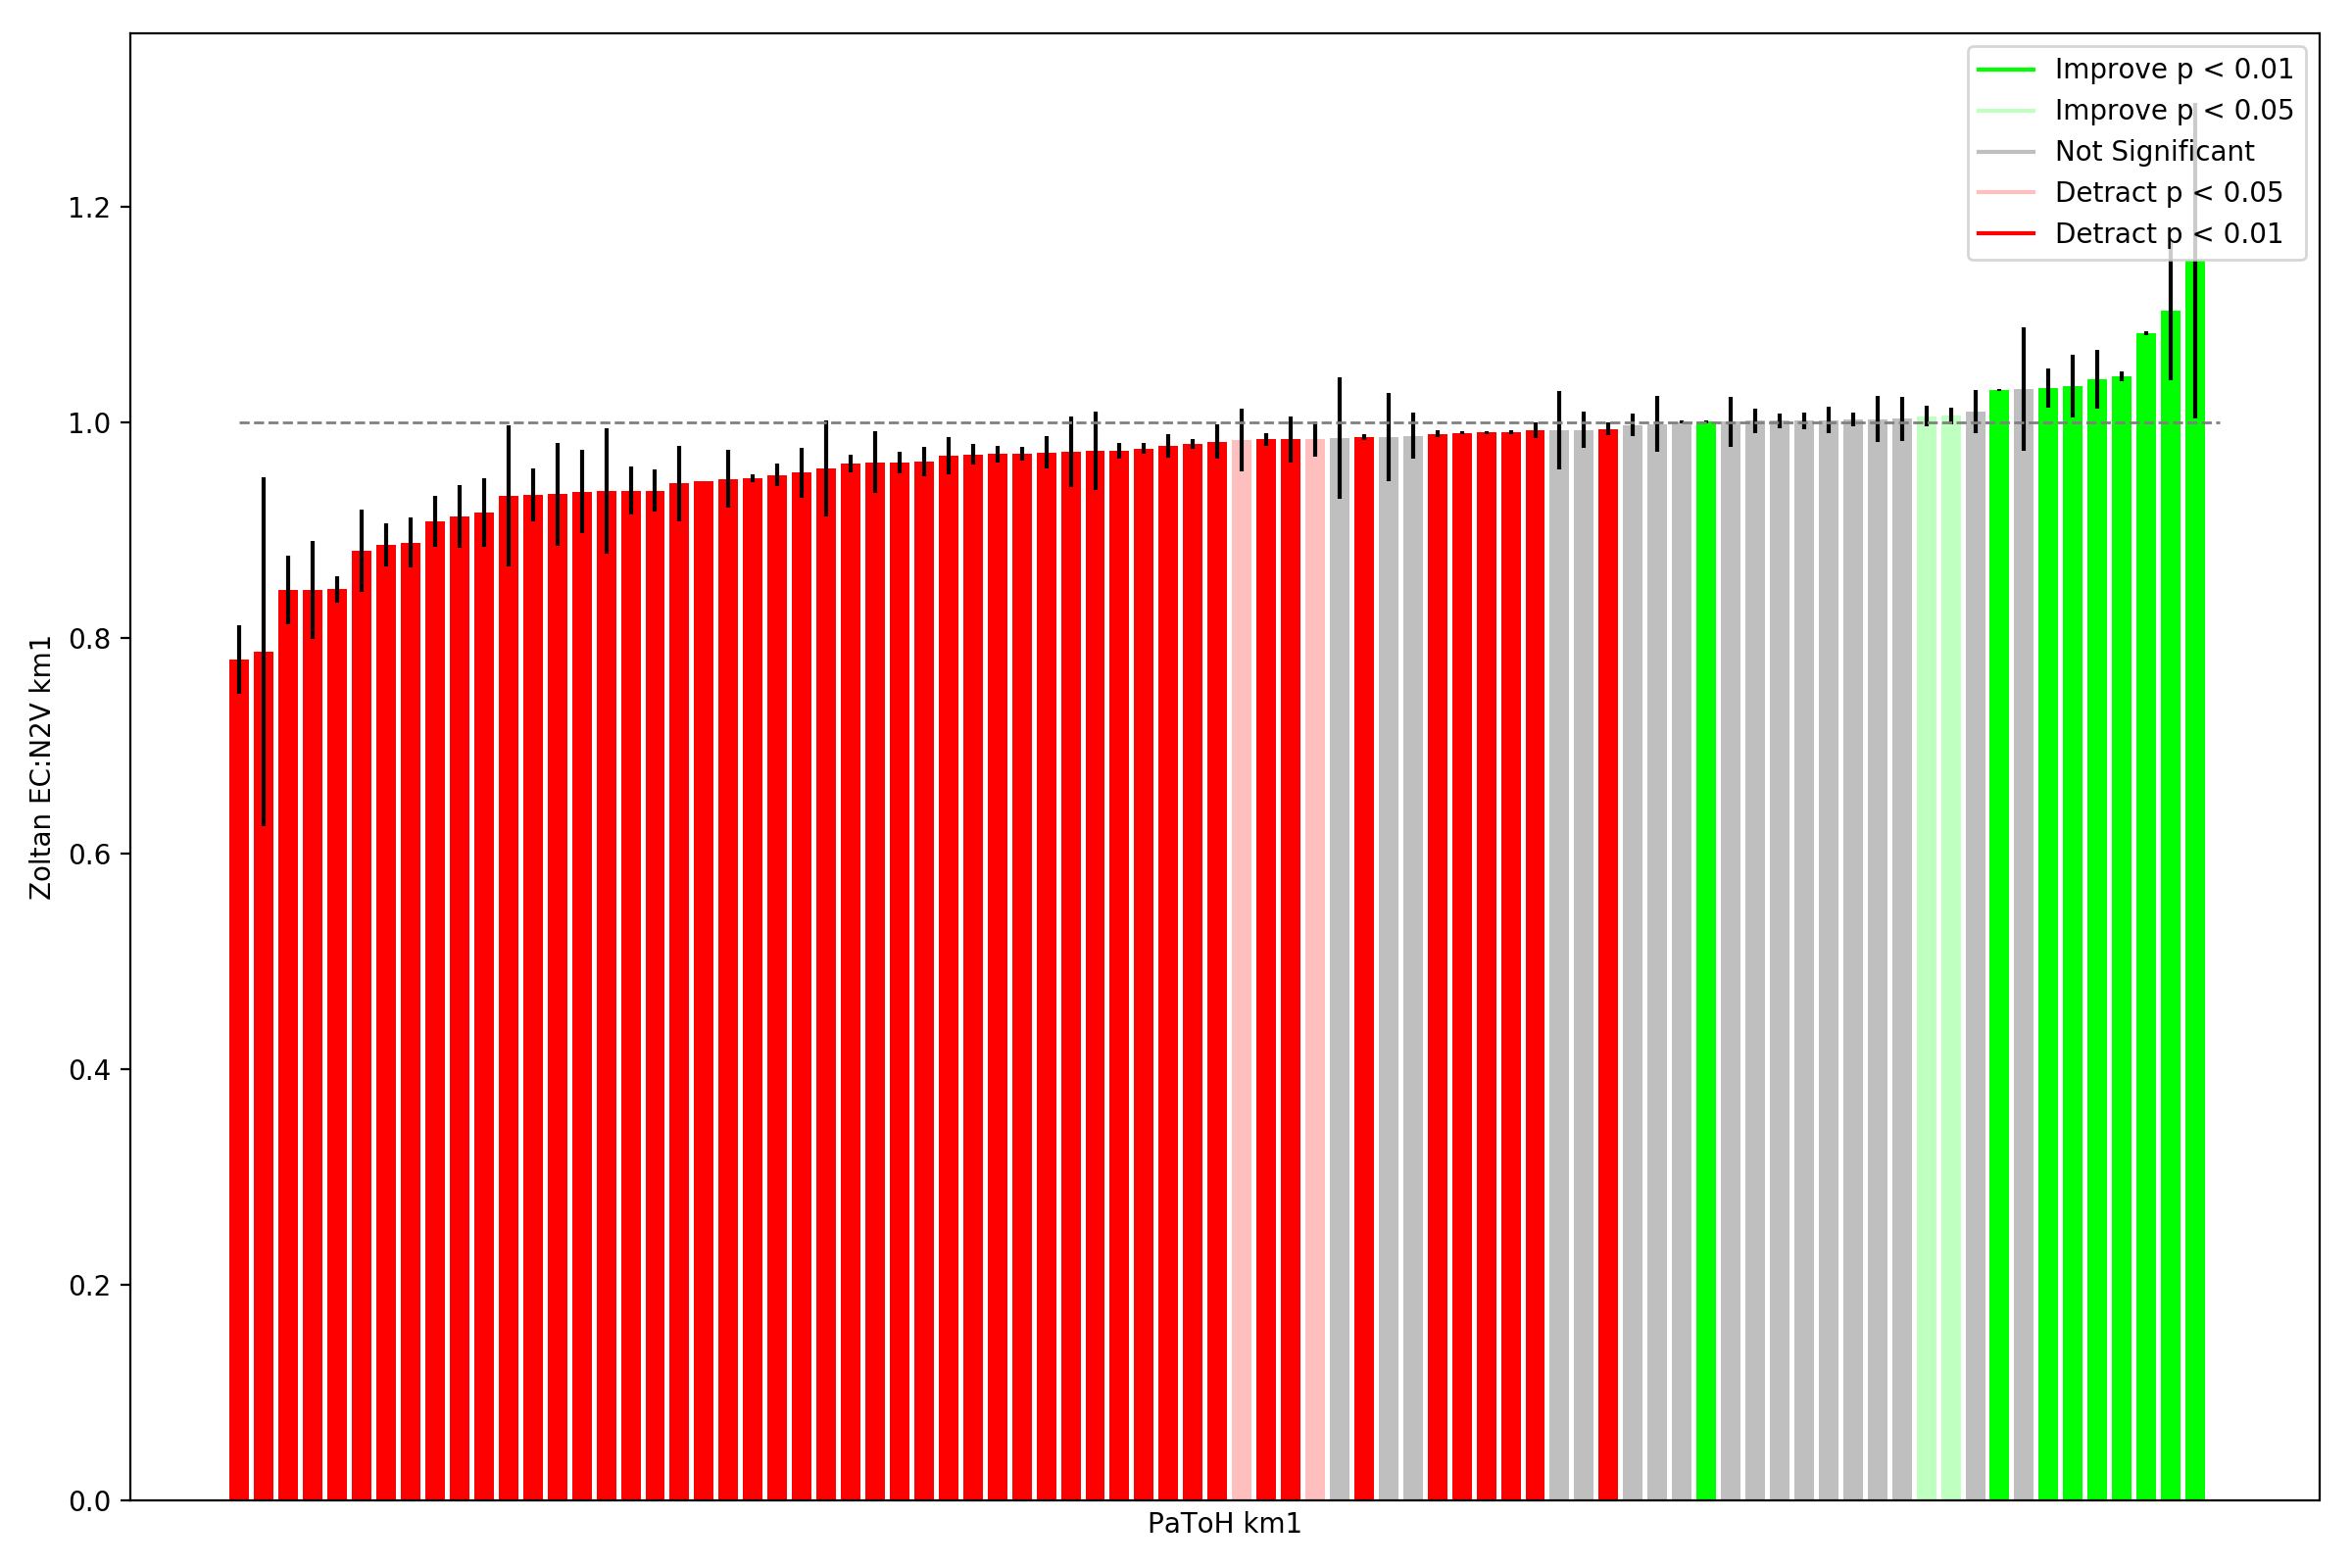 Improve p < 0.01
Improve p < 0.05
Not Significant
Detract p < 0.05
Detract p < 0.01
1.2
1.0
0.8
0.6
0.4
0.2
0.0
Zoltan EC:N2V km1
PaToH km1